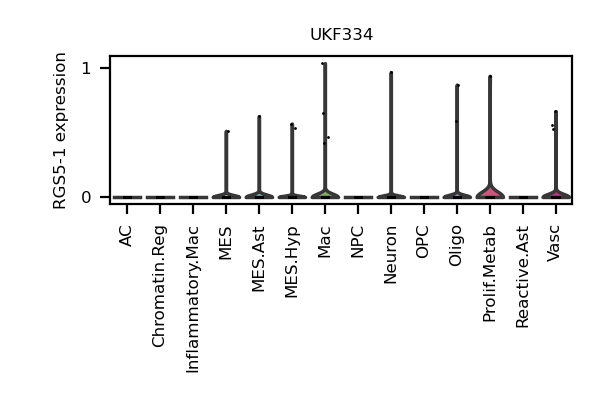 UKF334
RGS5-1 expression
1
0
AC
Chromatin.Reg
Inflammatory.Mac
MES
MES.Ast
MES.Hyp
Mac
NPC
Neuron
OPC
Oligo
Prolif.Metab
Reactive.Ast
Vasc